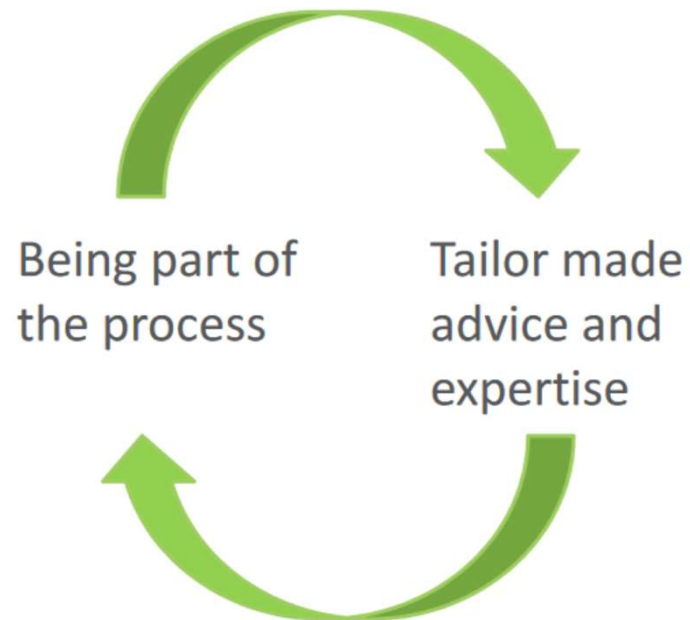 Being part of
the process
Tailor made
advice and
expertise